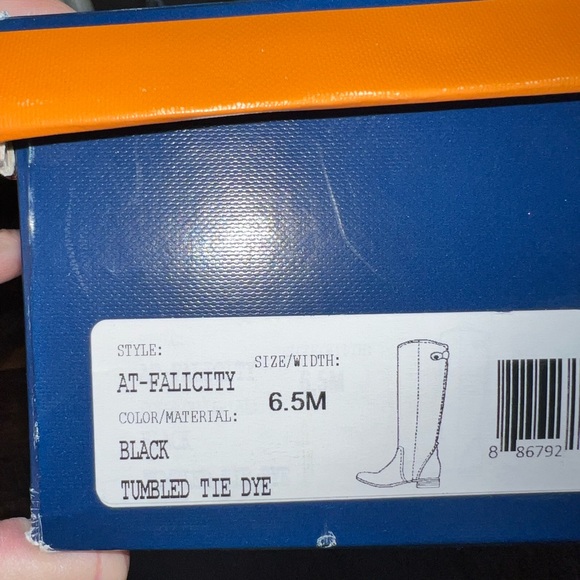 STYLE:
AT-FALICITY
SIZE/WIDTH:
6.5M
COLOR/MATERIAL:
BLACK
TUMBLED TIE DYE
8 86792